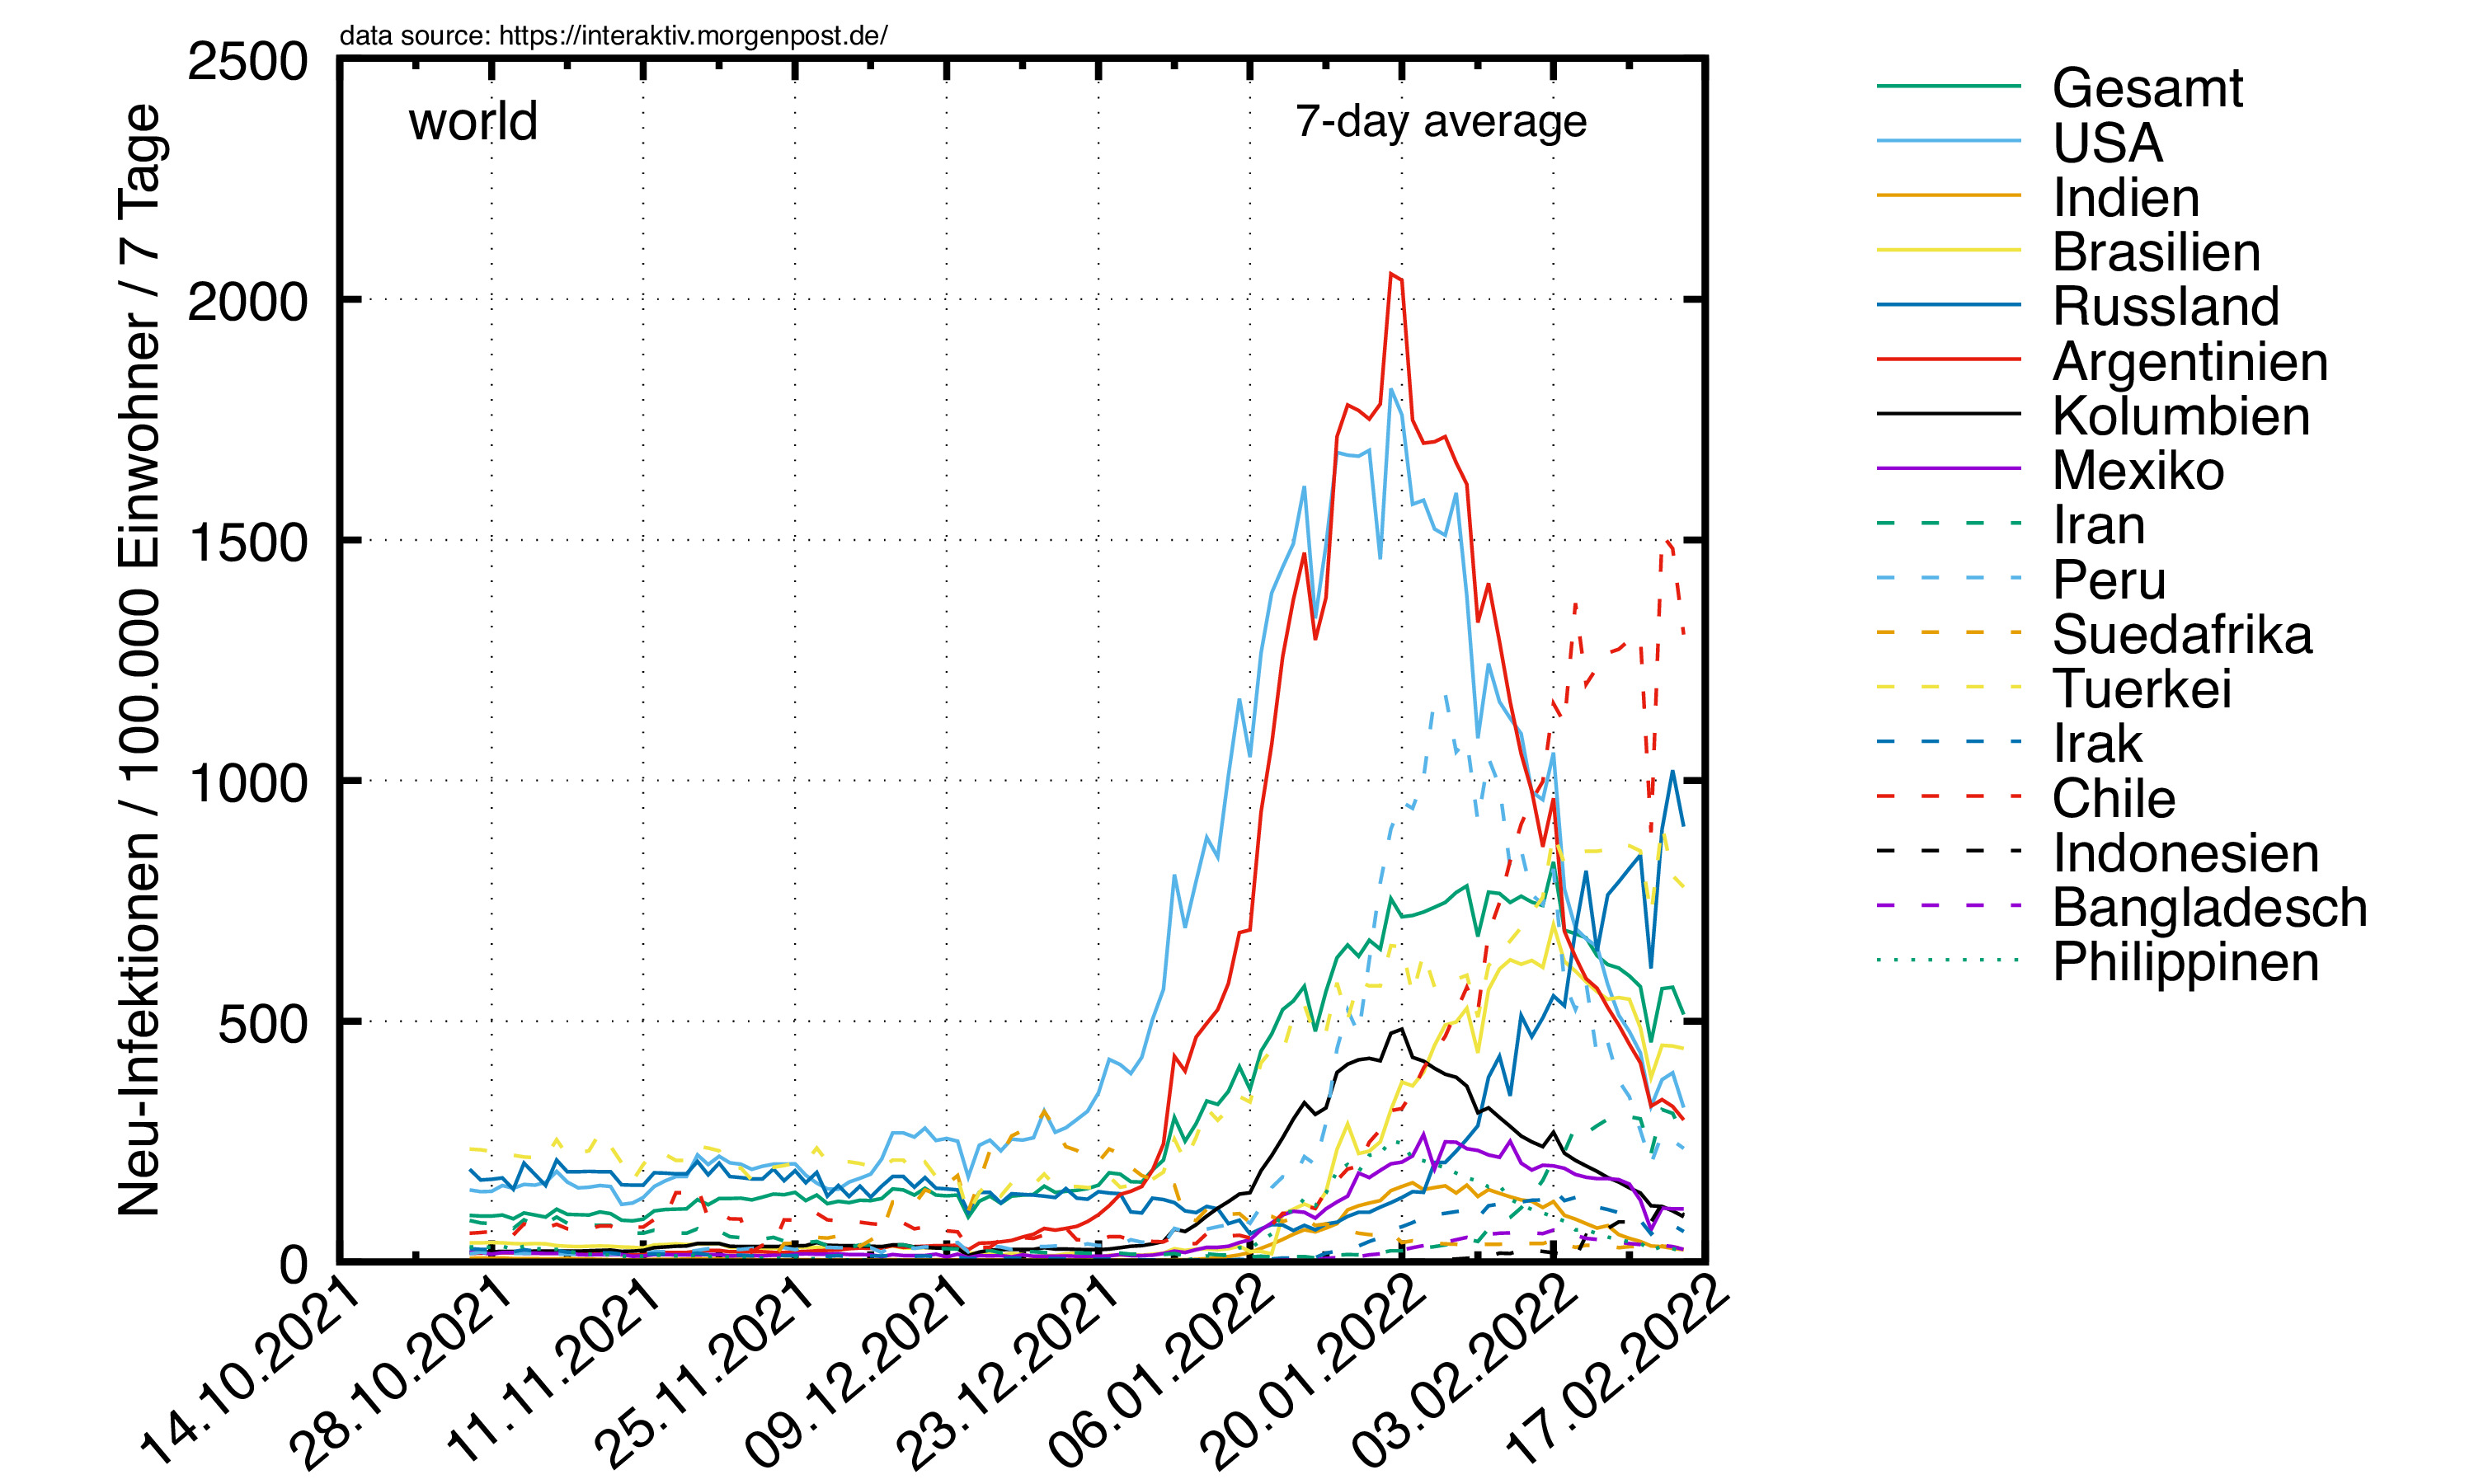 data source: https://interaktiv.morgenpost.de/
world
7-day average
Neu-Infektionen / 100.000 Einwohner / 7 Tage
2500
2000
1500
1000
500
0
14.10.2021
28.10.2021
11.11.2021
25.11.2021
09.12.2021
23.12.2021
06.01.2022
20.01.2022
03.02.2022
17.02.2022
Gesamt
USA
Indien
Brasilien
Russland
Argentinien
Kolumbien
Mexiko
Iran
Peru
Suedafrika
Tuerkei
Irak
Chile
Indonesien
Bangladesch
Philippinen